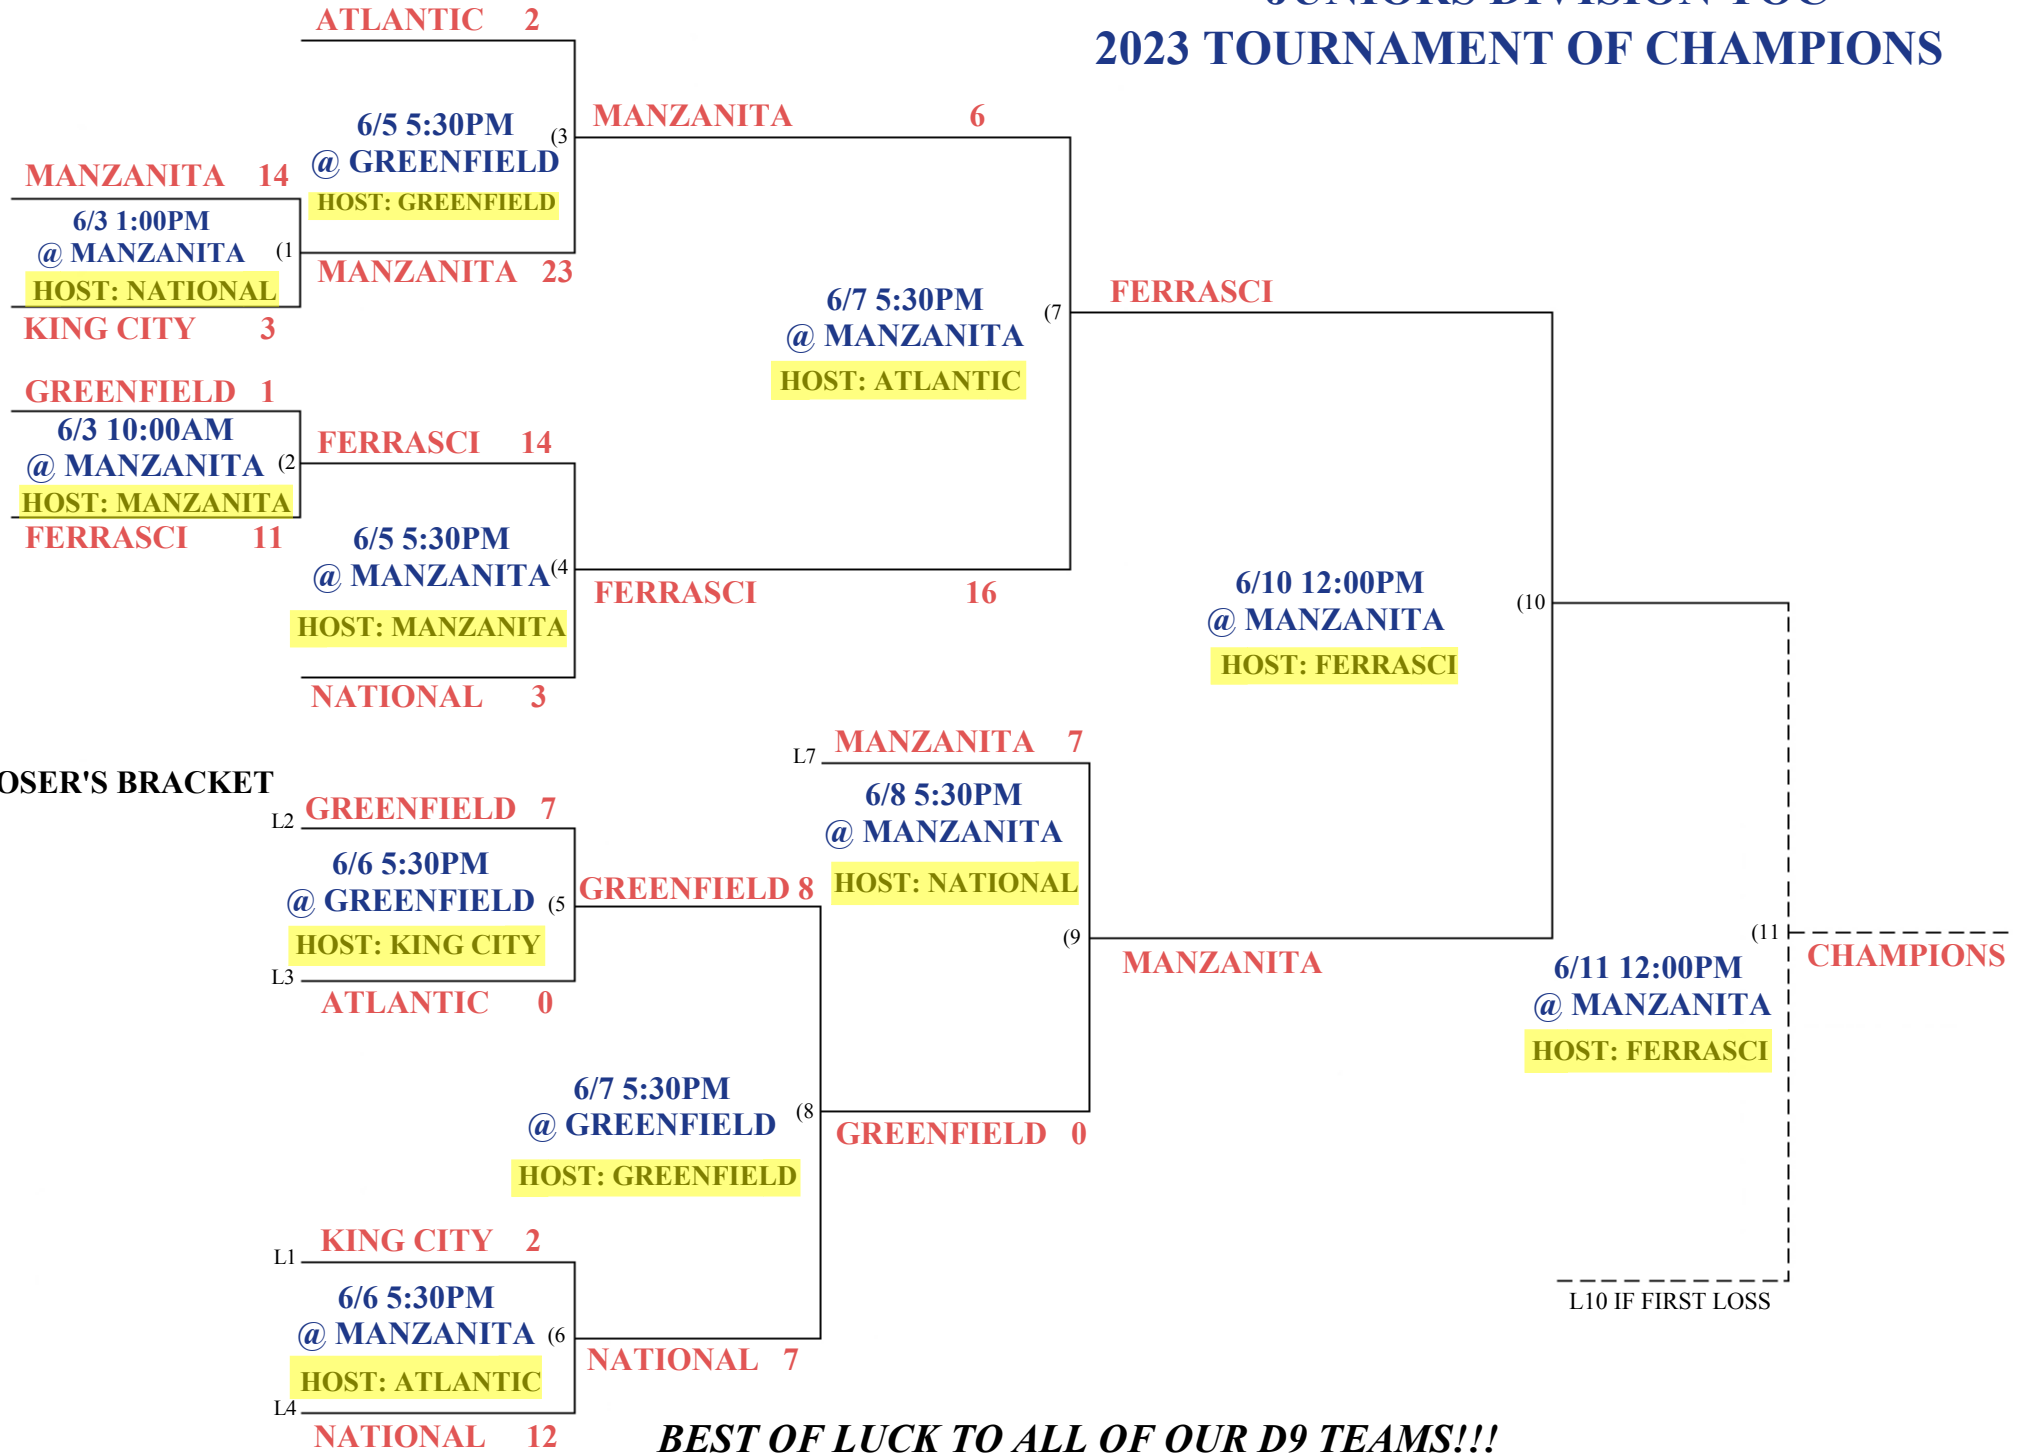 2023 TOURNAMENT OF CHAMPIONS
ATLANTIC 2
6/5 5:30PM
@ GREENFIELD
HOST: GREENFIELD
(3
MANZANITA 6
MANZANITA 14
6/3 1:00PM
@ MANZANITA
HOST: NATIONAL
(1
KING CITY 3
MANZANITA 23
GREENFIELD 1
6/3 10:00AM
@ MANZANITA
HOST: MANZANITA
(2
FERRASCI 11
FERRASCI 14
6/5 5:30PM
@ MANZANITA
HOST: MANZANITA
(4
NATIONAL 3
FERRASCI 16
6/7 5:30PM
@ MANZANITA
HOST: ATLANTIC
(7
FERRASCI
6/10 12:00PM
@ MANZANITA
HOST: FERRASCI
(10
OSER'S BRACKET
L2
GREENFIELD 7
6/6 5:30PM
@ GREENFIELD
HOST: KING CITY
(5
L3
ATLANTIC 0
GREENFIELD 8
6/7 5:30PM
@ GREENFIELD
HOST: GREENFIELD
(8
L1
KING CITY 2
6/6 5:30PM
@ MANZANITA
HOST: ATLANTIC
(6
L4
NATIONAL 12
NATIONAL 7
L7
MANZANITA 7
6/8 5:30PM
@ MANZANITA
HOST: NATIONAL
(9
GREENFIELD 0
MANZANITA
6/11 12:00PM
@ MANZANITA
HOST: FERRASCI
(11
CHAMPIONS
L10 IF FIRST LOSS
BEST OF LUCK TO ALL OF OUR D9 TEAMS!!!